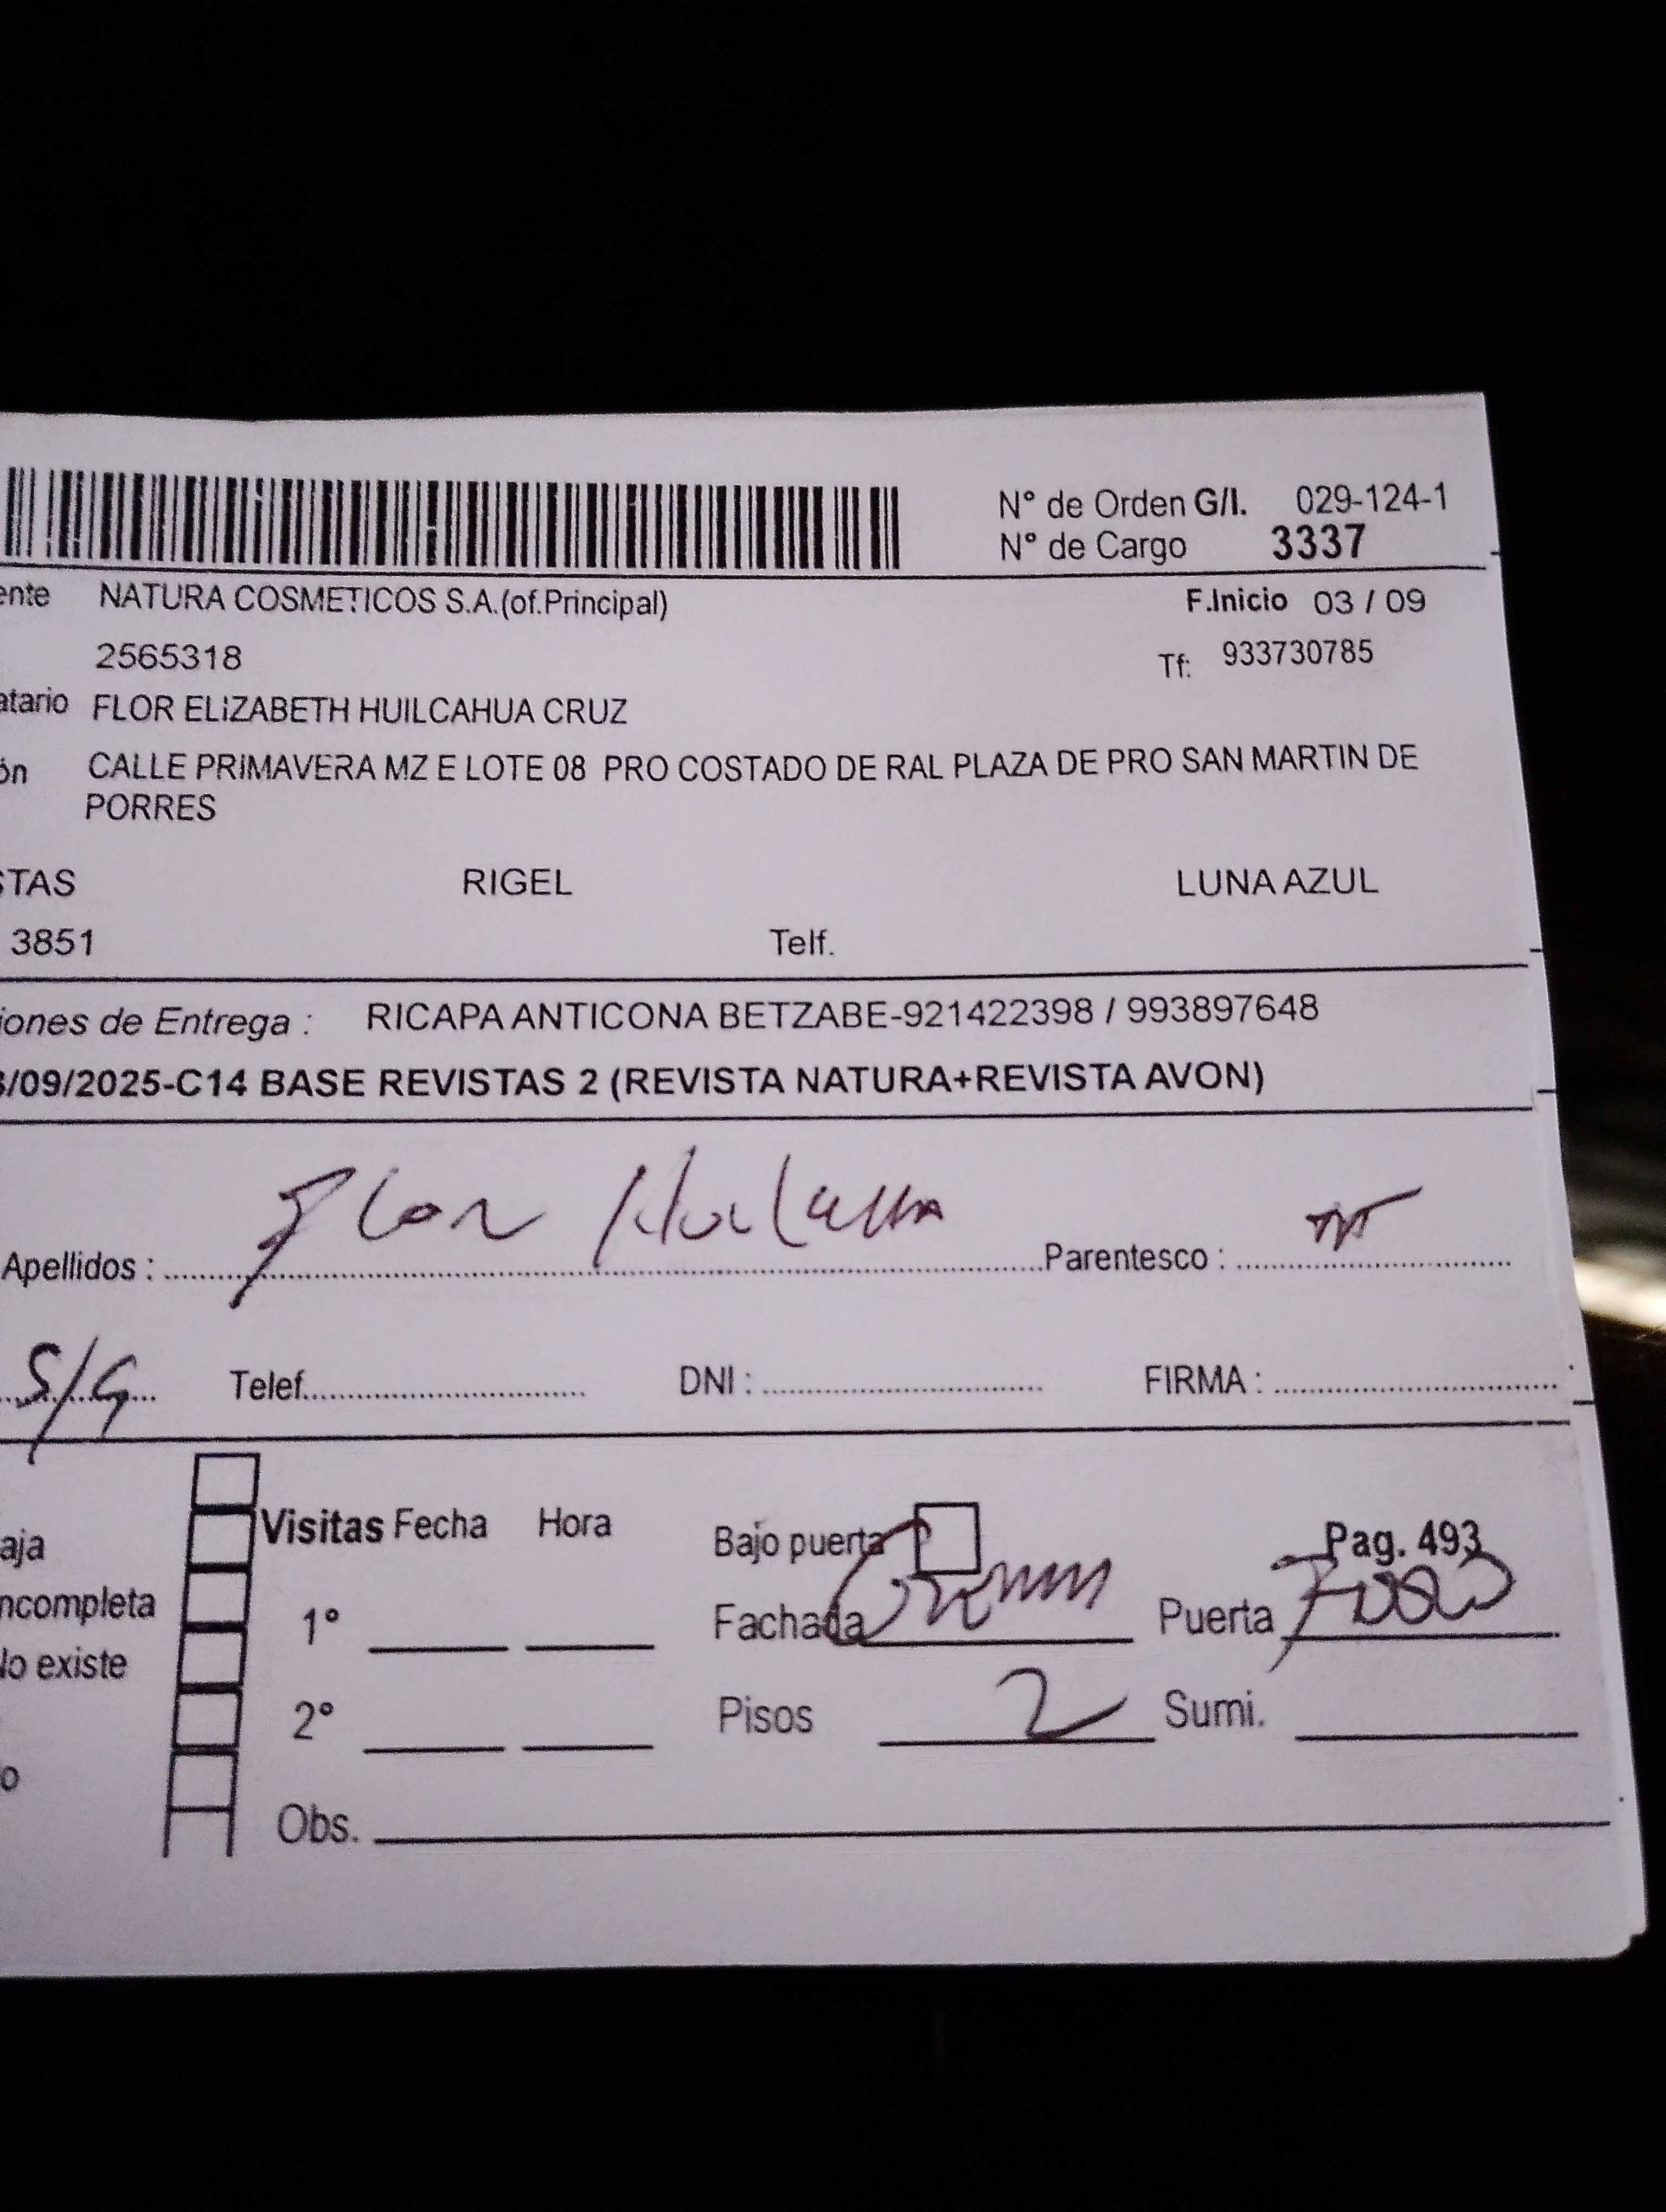 N° de Orden G/I. 029-124-1
N° de Cargo 3337
ente NATURA COSMETICOS S.A.(of.Principal) F.Inicio 03 / 09
2565318 Tf: 933730785
atario FLOR ELIZABETH HUILCAHUA CRUZ
ón CALLE PRIMAVERA MZ E LOTE 08 PRO COSTADO DE RAL PLAZA DE PRO SAN MARTIN DE
PORRES
STAS RIGEL LUNA AZUL
3851 Telf.
iones de Entrega : RICAPA ANTICONA BETZABE-921422398 / 993897648
/09/2025-C14 BASE REVISTAS 2 (REVISTA NATURA+REVISTA AVON)
Apellidos : Flor Parentesco :
S/G Telef. DNI : FIRMA :
Visitas Fecha Hora Bajo puerta Pag. 493
aja
ncompleta 1° Fachada Puerta
No existe
2° Pisos 2 Sumi.
o
Obs.